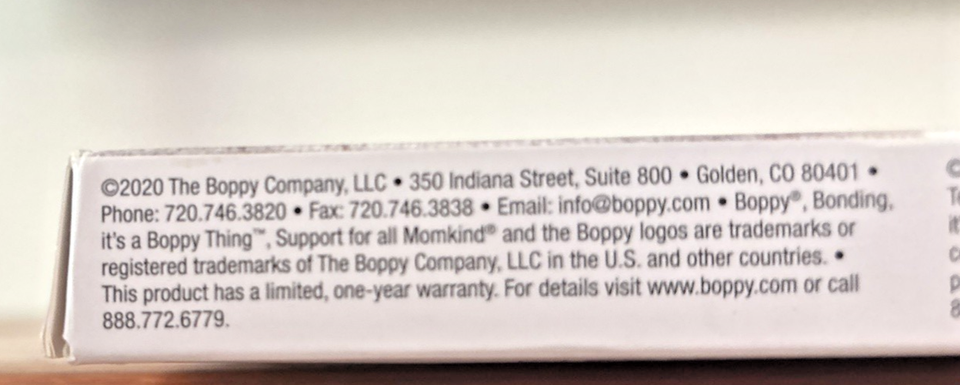 ©2020 The Boppy Company, LLC • 350 Indiana Street, Suite 800 • Golden, CO 80401 •
Phone: 720.746.3820 • Fax: 720.746.3838 • Email: info@boppy.com • Boppy®, Bonding,
it's a Boppy Thing™, Support for all Momkind® and the Boppy logos are trademarks or
registered trademarks of The Boppy Company, LLC in the U.S. and other countries. •
This product has a limited, one-year warranty. For details visit www.boppy.com or call
888.772.6779.